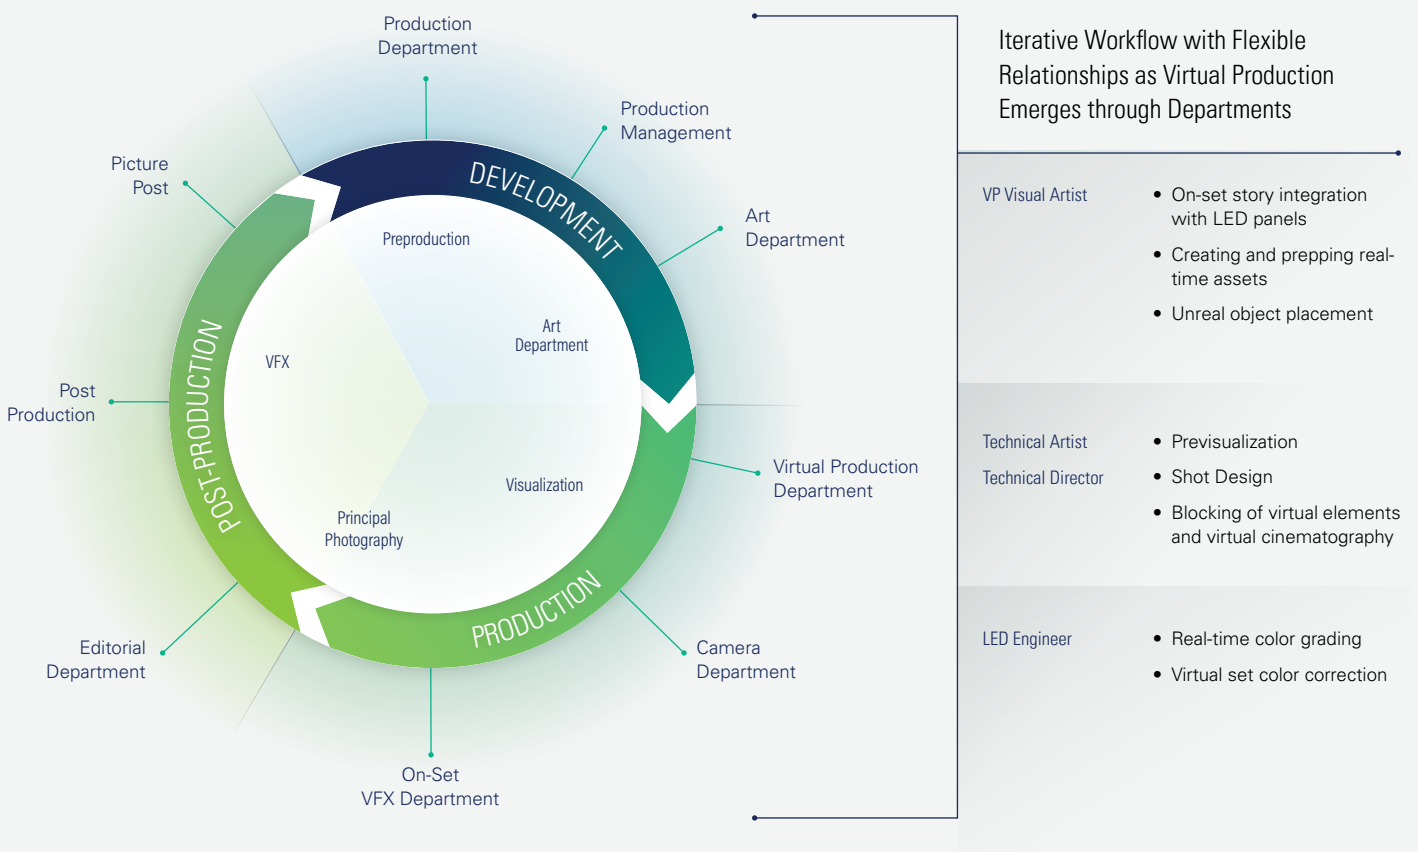 Production
Department
Production
Management
Art
Department
Virtual Production
Department
Camera
Department
On-Set
VFX Department
Editorial
Department
Post
Production
Picture
Post
DEVELOPMENT
PRODUCTION
POST-PRODUCTION
Preproduction
Art
Department
Visualization
Principal
Photography
VFX
Iterative Workflow with Flexible
Relationships as Virtual Production
Emerges through Departments
VP Visual Artist
• On-set story integration
with LED panels
• Creating and prepping real-
time assets
• Unreal object placement
Technical Artist
Technical Director
• Previsualization
• Shot Design
• Blocking of virtual elements
and virtual cinematography
LED Engineer
• Real-time color grading
• Virtual set color correction